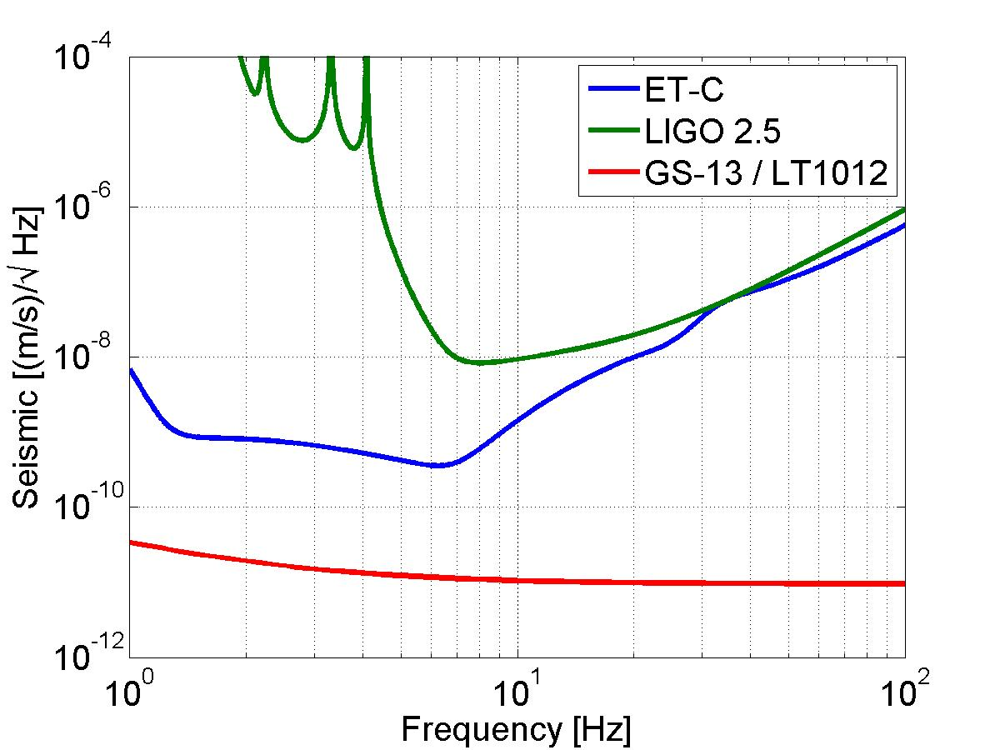 10^-4
10^-6
10^-8
10^-10
10^-12
Seismic [(m/s)/√ Hz]
ET-C
LIGO 2.5
GS-13 / LT1012
10^0
10^1
10^2
Frequency [Hz]